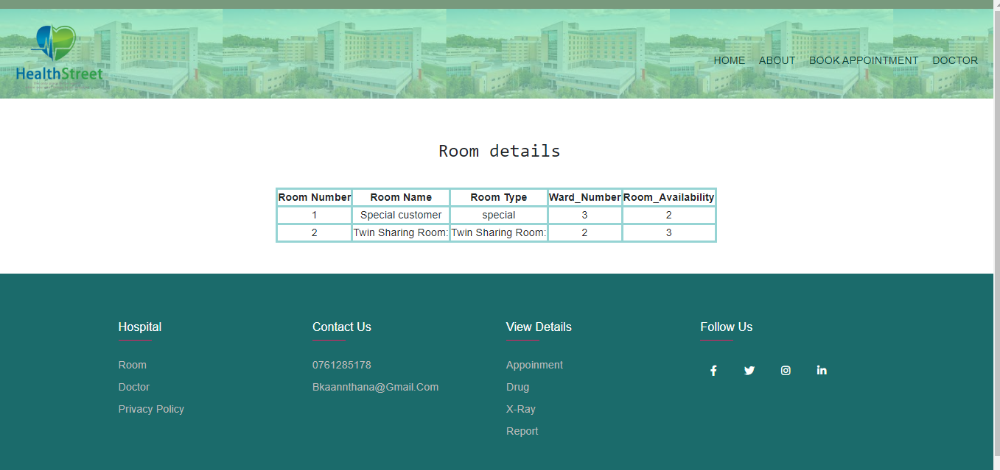 HealthStreet
HOME ABOUT BOOK APPOINTMENT DOCTOR
Room details
Room Number Room Name Room Type Ward_Number Room_Availability
1 Special customer special 3 2
2 Twin Sharing Room: Twin Sharing Room: 2 3
Hospital Contact Us View Details Follow Us
Room 0761285178 Appoinment
Doctor Bkaannthana@Gmail.Com Drug
Privacy Policy X-Ray
Report